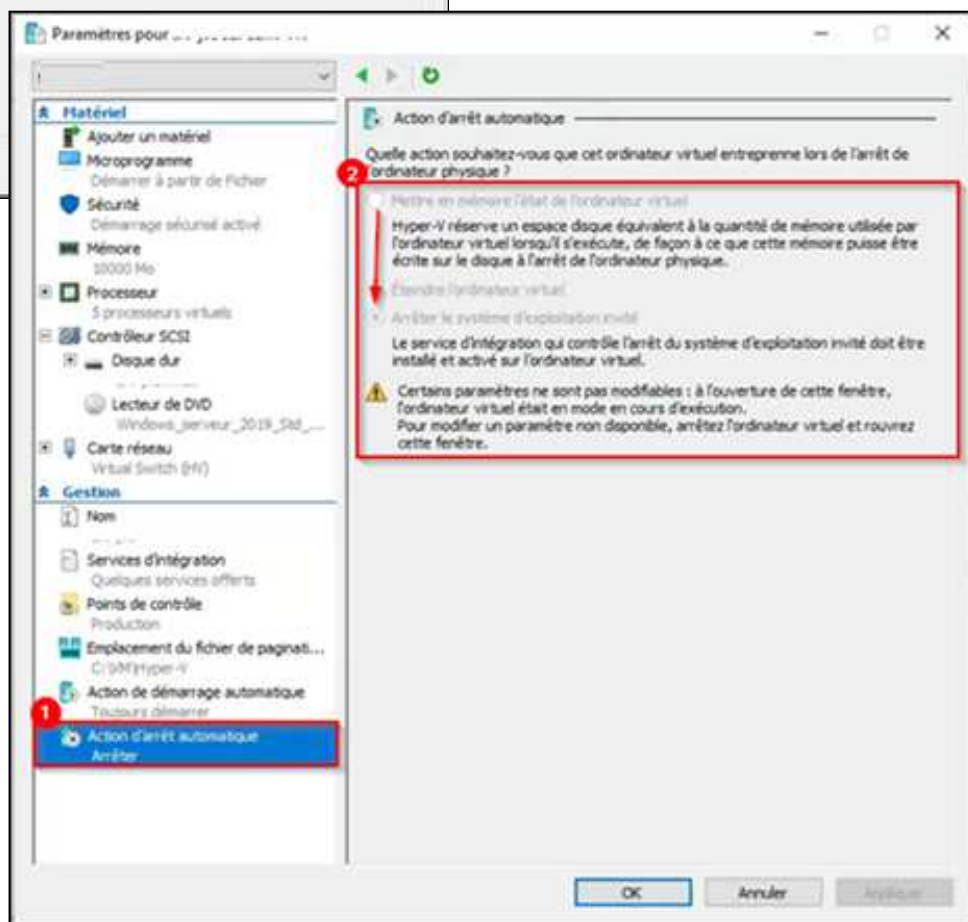 Paramètres pour
Matériel
Ajouter un matériel
Microprogramme
Démarrer à partir de Fichier
Sécurité
Démarrage sécurisé activé
Mémoire
10000 Mo
Processeur
5 processeurs virtuels
Contrôleur SCSI
Disque dur
Lecteur de DVD
Windows_serveur_2019_Std_...
Carte réseau
Virtual Switch (HV)
Gestion
Nom
Services d'intégration
Quelques services offerts
Points de contrôle
Production
Emplacement du fichier de paginati...
Action de démarrage automatique
Toujours démarrer
1
Action d'arrêt automatique
Arrêter
Action d'arrêt automatique
Quelle action souhaitez-vous que cet ordinateur virtuel entreprenne lors de l'arrêt de
l'ordinateur physique ?
2
Mettre en mémoire l'état de l'ordinateur virtuel
Hyper-V réserve un espace disque équivalent à la quantité de mémoire utilisée par
l'ordinateur virtuel lorsqu'il s'exécute, de façon à ce que cette mémoire puisse être
écrite sur le disque à l'arrêt de l'ordinateur physique.
Éteindre l'ordinateur virtuel
Arrêter le système d'exploitation invité
Le service d'intégration qui contrôle l'arrêt du système d'exploitation invité doit être
installé et activé sur l'ordinateur virtuel.
Certains paramètres ne sont pas modifiables : à l'ouverture de cette fenêtre,
l'ordinateur virtuel était en mode en cours d'exécution.
Pour modifier un paramètre non disponible, arrêtez l'ordinateur virtuel et rouvrez
cette fenêtre.
OK
Annuler
Appliquer